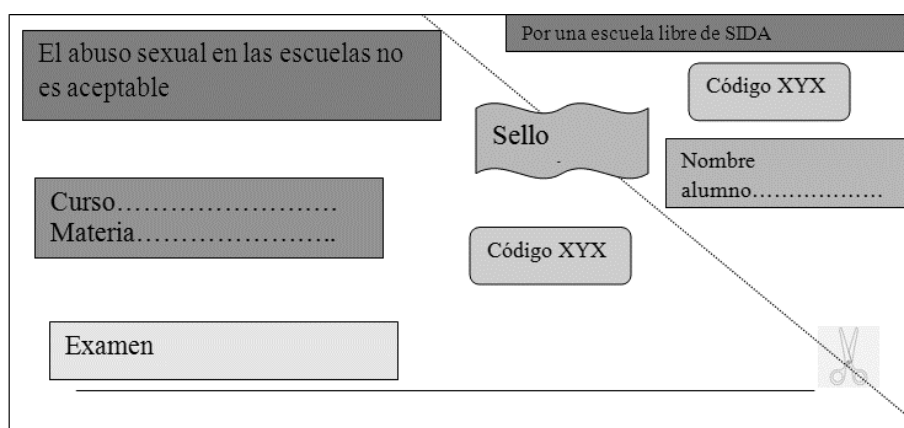 Por una escuela libre de SIDA
El abuso sexual en las escuelas no
es aceptable
Código XYX
Sello
Nombre
alumno………………
Curso…………………….
Materia…………………..
Código XYX
Examen